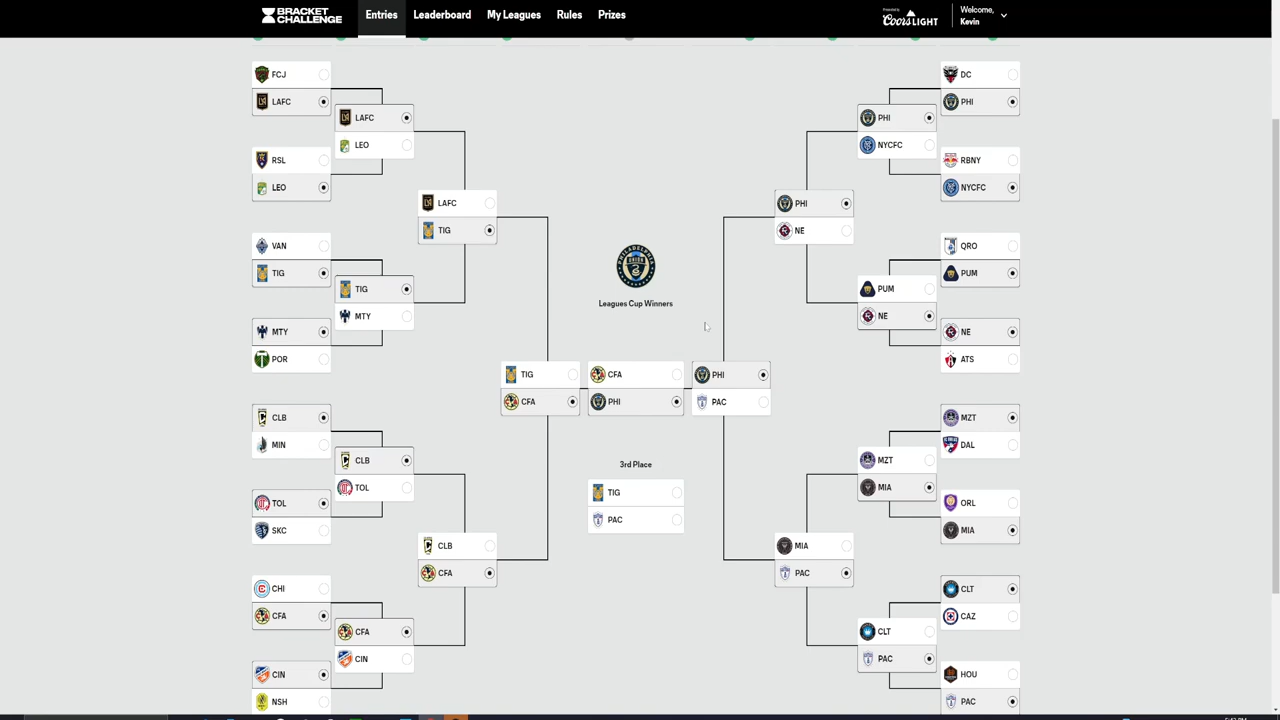 BRACKET
CHALLENGE
Entries
Leaderboard
My Leagues
Rules
Prizes
Presented by
Coors LIGHT
Welcome,
Kevin
FCJ
LAFC
RSL
LEO
VAN
TIG
MTY
POR
CLB
MIN
TOL
SKC
CHI
CFA
CIN
NSH
LAFC
LEO
TIG
MTY
CLB
TOL
CFA
CIN
LAFC
TIG
CLB
CFA
TIG
CFA
PHILADELPHIA
UNION
Leagues Cup Winners
CFA
PHI
3rd Place
TIG
PAC
PHI
PAC
PHI
NE
MIA
PAC
PHI
NYCFC
PUM
NE
MZT
MIA
CLT
PAC
DC
PHI
RBNY
NYCFC
QRO
PUM
NE
ATS
MZT
DAL
ORL
MIA
CLT
CAZ
HOU
PAC